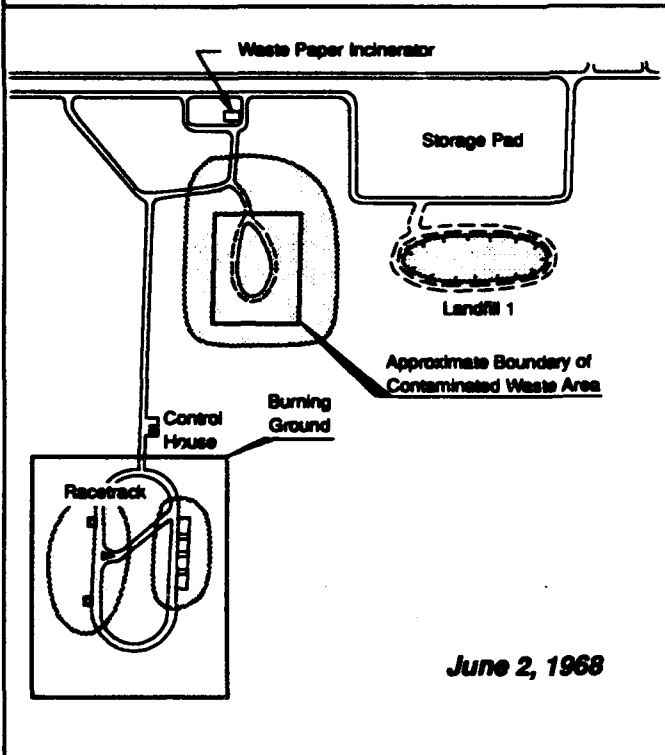 Waste Paper Incinerator
Storage Pad
Landfill 1
Approximate Boundary of
Contaminated Waste Area
Burning
Ground
Control
House
Racetrack
June 2, 1968